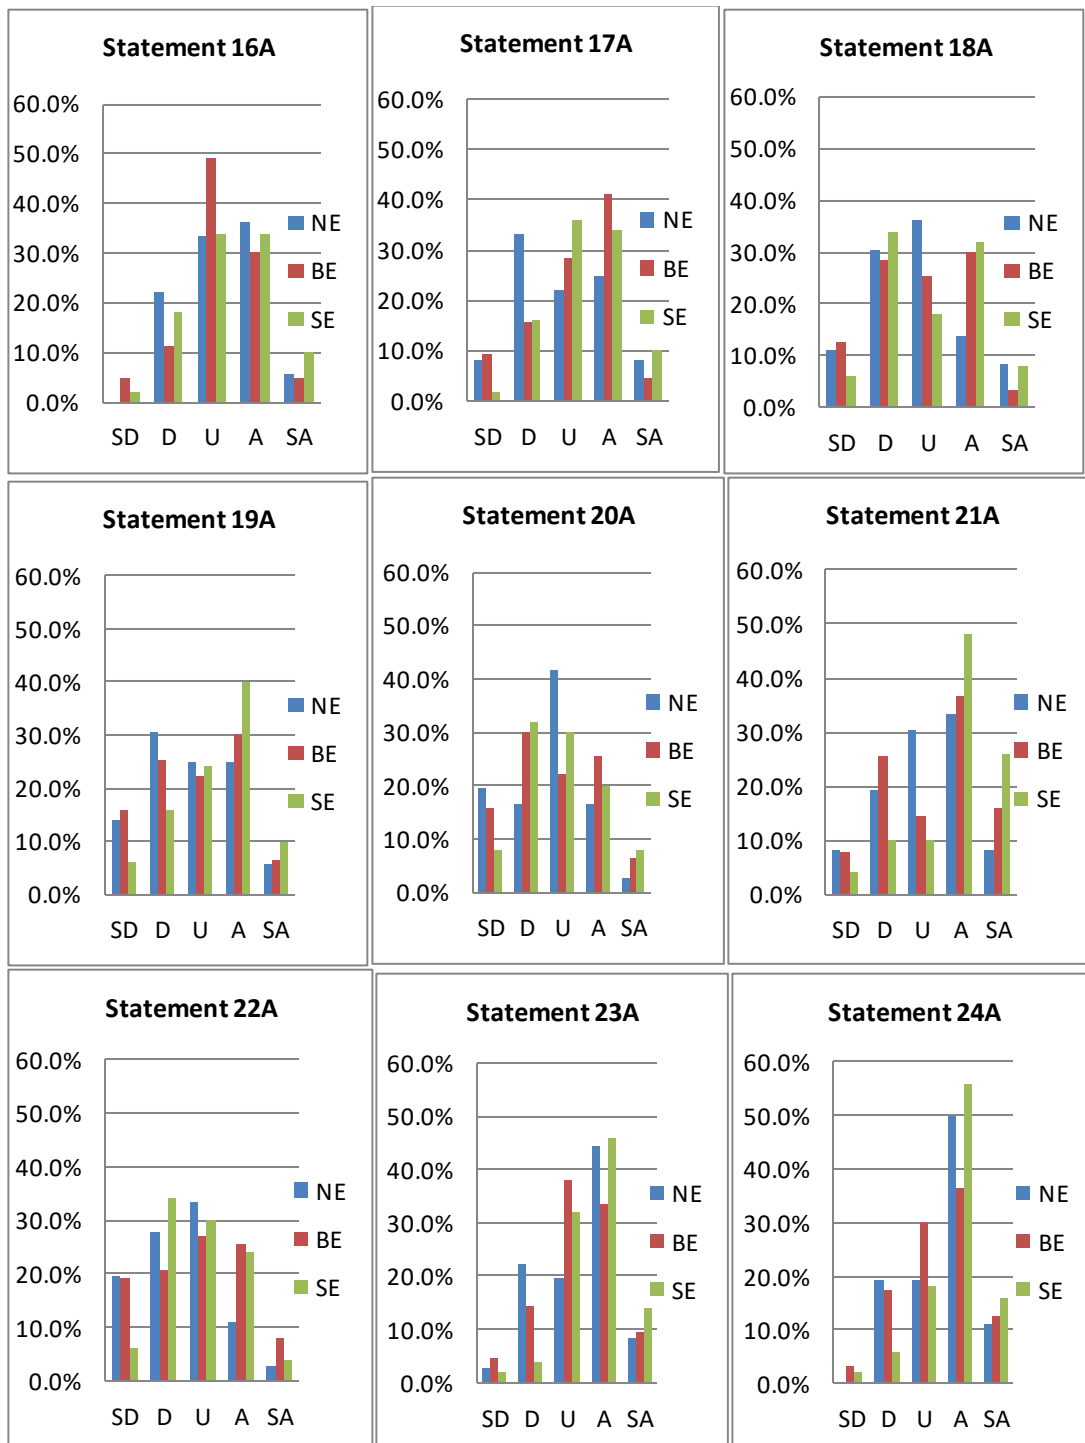 Statement 16A
60.0%
50.0%
40.0%
30.0%
20.0%
10.0%
0.0%
SD D U A SA
NE
BE
SE
Statement 17A
60.0%
50.0%
40.0%
30.0%
20.0%
10.0%
0.0%
SD D U A SA
NE
BE
SE
Statement 18A
60.0%
50.0%
40.0%
30.0%
20.0%
10.0%
0.0%
SD D U A SA
NE
BE
SE
Statement 19A
60.0%
50.0%
40.0%
30.0%
20.0%
10.0%
0.0%
SD D U A SA
NE
BE
SE
Statement 20A
60.0%
50.0%
40.0%
30.0%
20.0%
10.0%
0.0%
SD D U A SA
NE
BE
SE
Statement 21A
60.0%
50.0%
40.0%
30.0%
20.0%
10.0%
0.0%
SD D U A SA
NE
BE
SE
Statement 22A
60.0%
50.0%
40.0%
30.0%
20.0%
10.0%
0.0%
SD D U A SA
NE
BE
SE
Statement 23A
60.0%
50.0%
40.0%
30.0%
20.0%
10.0%
0.0%
SD D U A SA
NE
BE
SE
Statement 24A
60.0%
50.0%
40.0%
30.0%
20.0%
10.0%
0.0%
SD D U A SA
NE
BE
SE